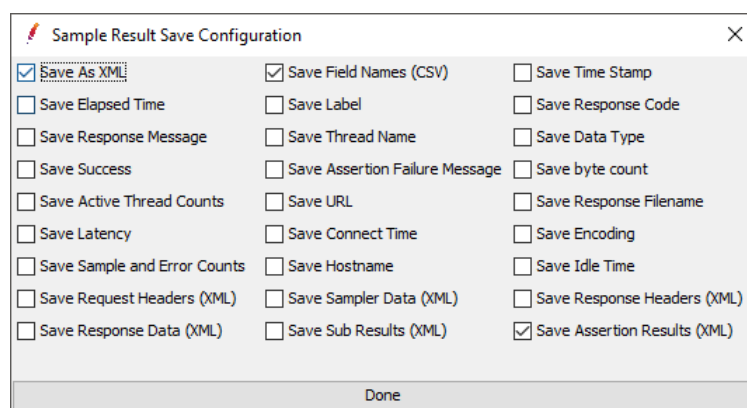 Sample Result Save Configuration
Save As XML Save Field Names (CSV) Save Time Stamp
Save Elapsed Time Save Label Save Response Code
Save Response Message Save Thread Name Save Data Type
Save Success Save Assertion Failure Message Save byte count
Save Active Thread Counts Save URL Save Response Filename
Save Latency Save Connect Time Save Encoding
Save Sample and Error Counts Save Hostname Save Idle Time
Save Request Headers (XML) Save Sampler Data (XML) Save Response Headers (XML)
Save Response Data (XML) Save Sub Results (XML) Save Assertion Results (XML)
Done